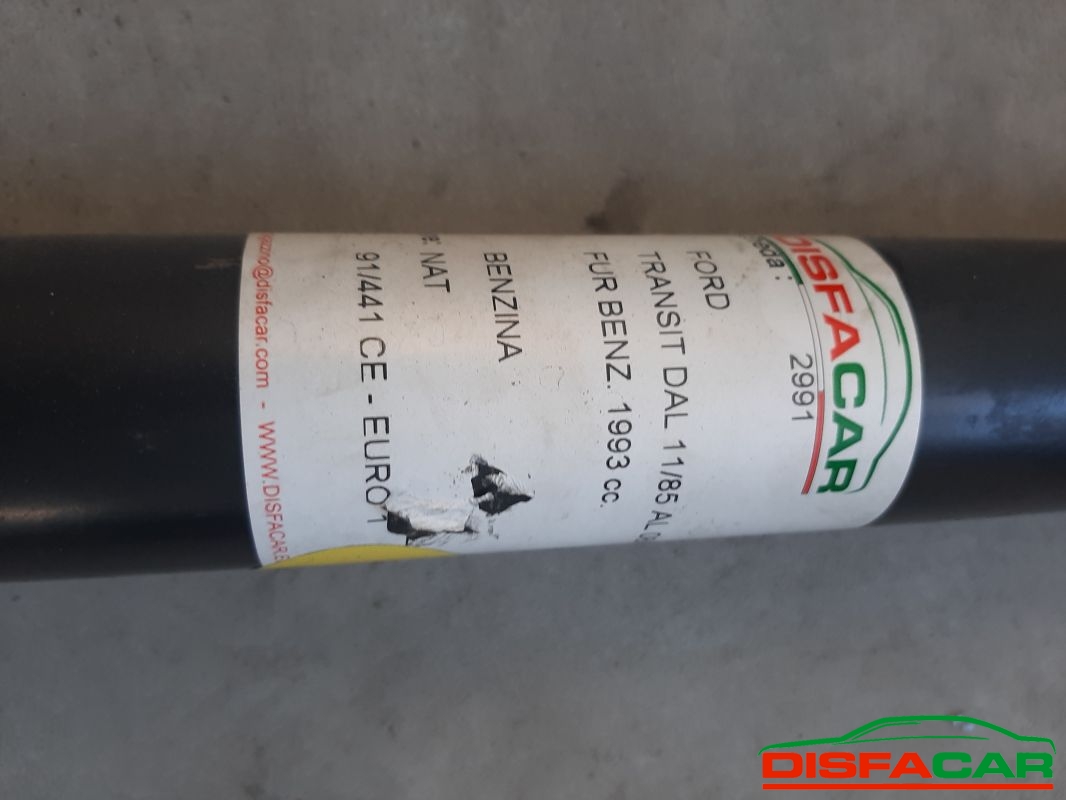 DISFACAR
2991
FORD
TRANSIT DAL 11/85 AL
FUR BENZ. 1993 cc.
BENZINA
NAT
91/441 CE - EURO 1
@disfacar.com - WWW.DISFACAR
DISFACAR